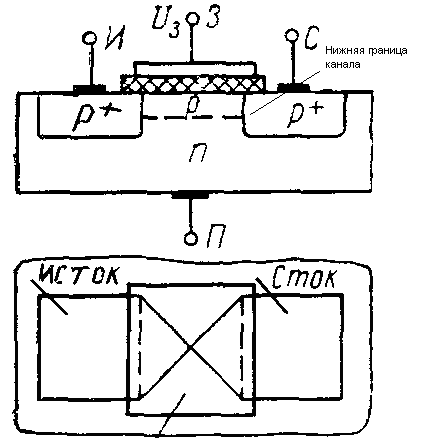 U₃ З
И
С
Нижняя граница
канала
p+
p
p+
n
П
Исток
Сток